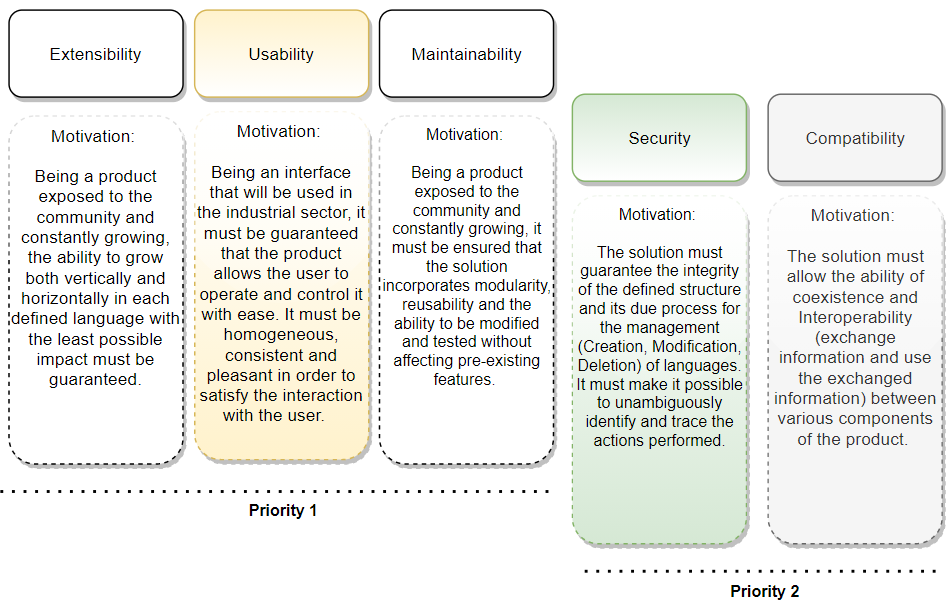 Extensibility
Motivation:
Being a product
exposed to the
community and
constantly growing,
the ability to grow
both vertically and
horizontally in each
defined language with
the least possible
impact must be
guaranteed.
Usability
Motivation:
Being an interface
that will be used in
the industrial sector, it
must be guaranteed
that the product
allows the user to
operate and control it
with ease. It must be
homogeneous,
consistent and
pleasant in order to
satisfy the interaction
with the user.
Maintainability
Motivation:
Being a product
exposed to the
community and
constantly growing, it
must be ensured that
the solution
incorporates modularity,
reusability and the
ability to be modified
and tested without
affecting pre-existing
features.
Priority 1
Security
Motivation:
The solution must
guarantee the integrity
of the defined structure
and its due process for
the management
(Creation, Modification,
Deletion) of languages.
It must make it possible
to unambiguously
identify and trace the
actions performed.
Compatibility
Motivation:
The solution must
allow the ability of
coexistence and
Interoperability
(exchange
information and use
the exchanged
information) between
various components
of the product.
Priority 2